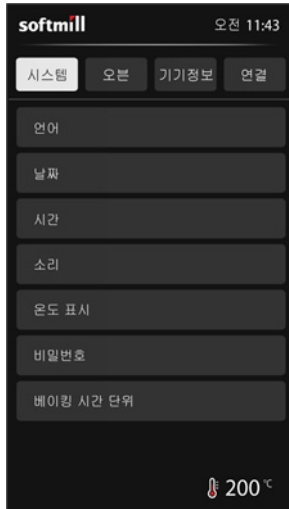 softmill
오전 11:43
시스템 오븐 기기정보 연결
언어
날짜
시간
소리
온도 표시
비밀번호
베이킹 시간 단위
200 ℃